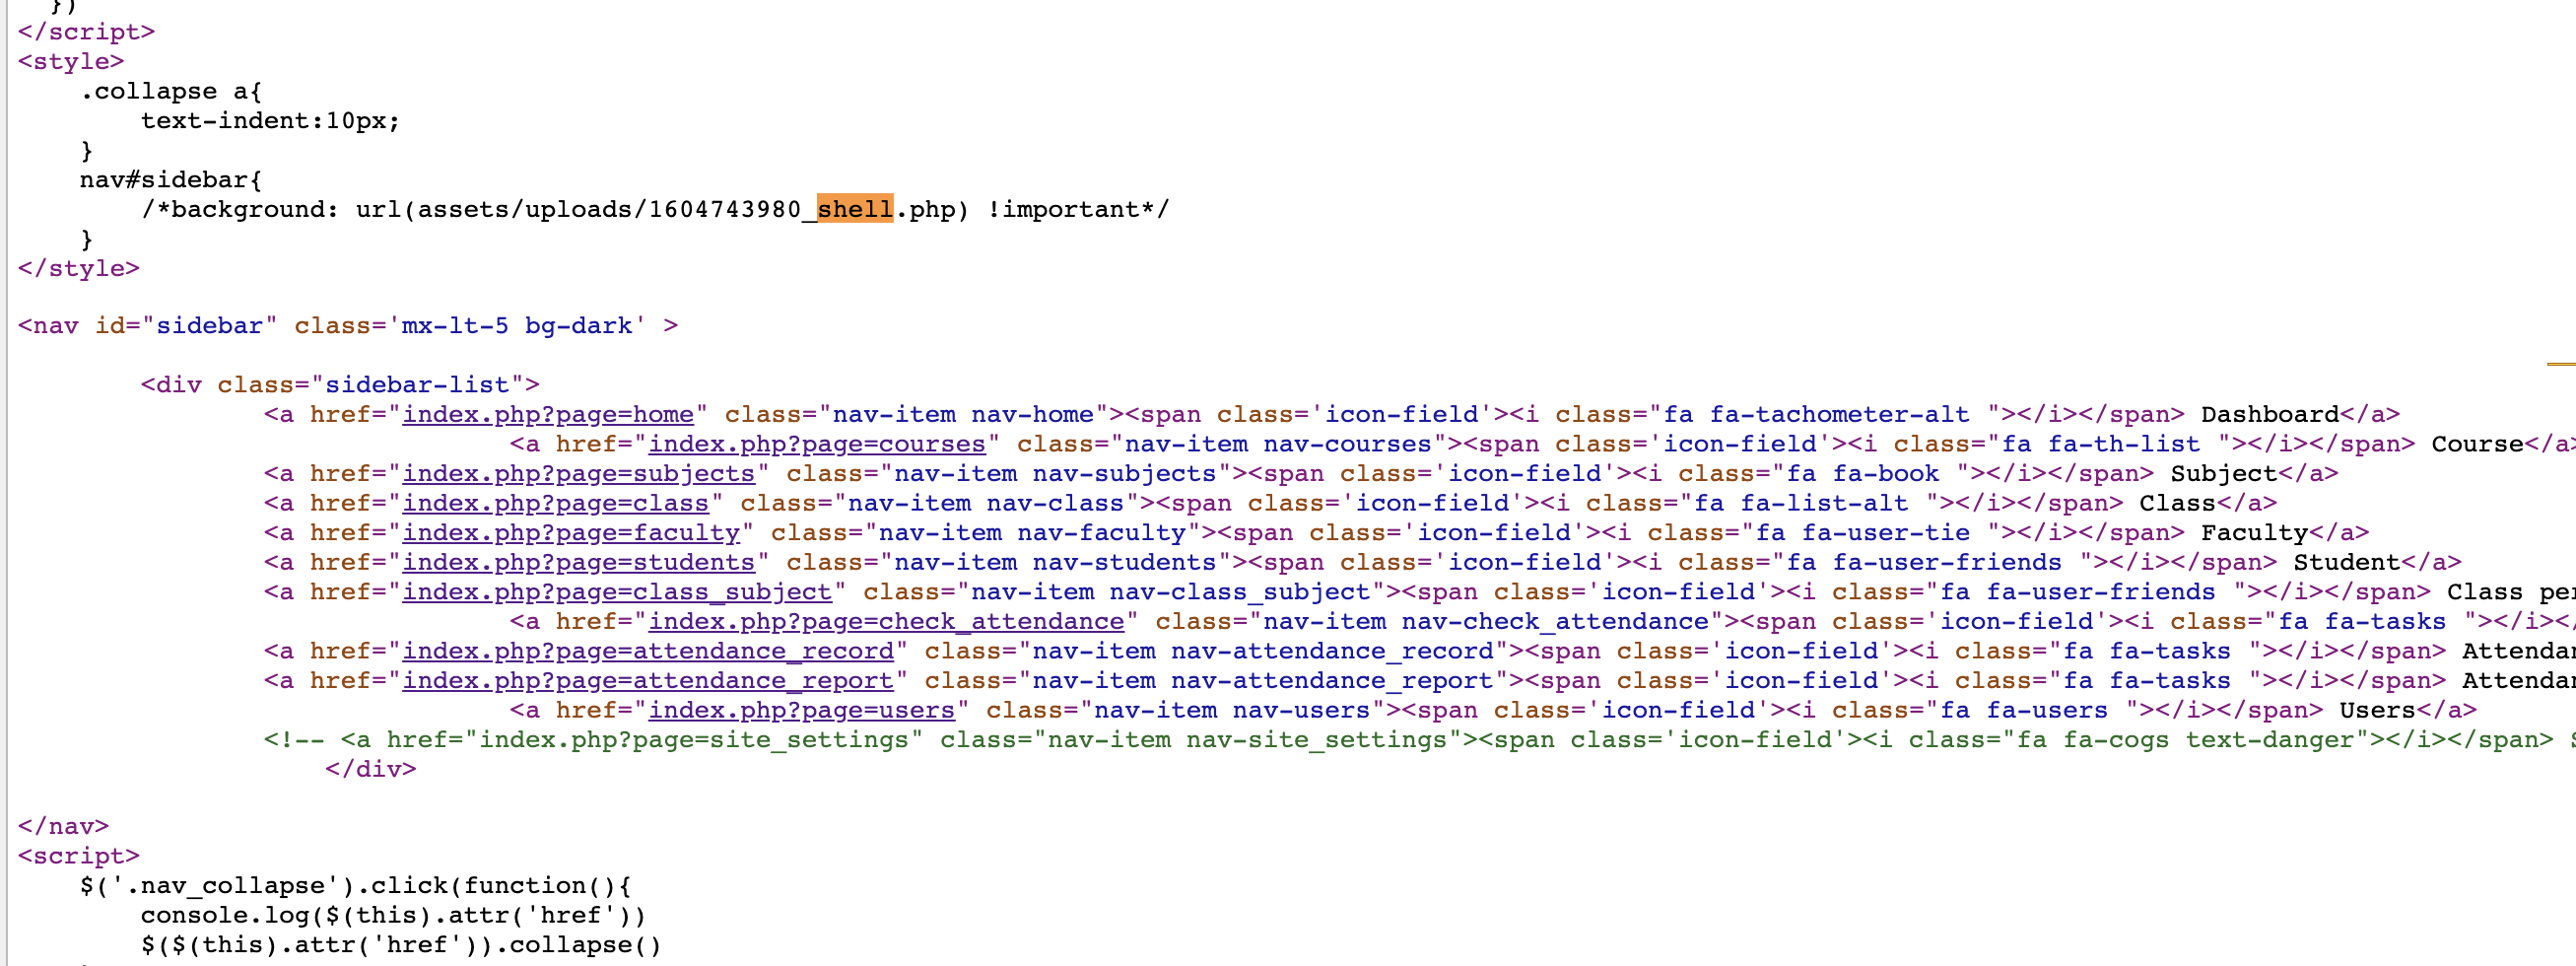 })
</script>
<style>
.collapse a{
text-indent:10px;
}
nav#sidebar{
/*background: url(assets/uploads/1604743980_shell.php) !important*/
}
</style>
<nav id="sidebar" class='mx-lt-5 bg-dark' >
<div class="sidebar-list">
<a href="index.php?page=home" class="nav-item nav-home"><span class='icon-field'><i class="fa fa-tachometer-alt "></i></span> Dashboard</a>
<a href="index.php?page=courses" class="nav-item nav-courses"><span class='icon-field'><i class="fa fa-th-list "></i></span> Course</a>
<a href="index.php?page=subjects" class="nav-item nav-subjects"><span class='icon-field'><i class="fa fa-book "></i></span> Subject</a>
<a href="index.php?page=class" class="nav-item nav-class"><span class='icon-field'><i class="fa fa-list-alt "></i></span> Class</a>
<a href="index.php?page=faculty" class="nav-item nav-faculty"><span class='icon-field'><i class="fa fa-user-tie "></i></span> Faculty</a>
<a href="index.php?page=students" class="nav-item nav-students"><span class='icon-field'><i class="fa fa-user-friends "></i></span> Student</a>
<a href="index.php?page=class_subject" class="nav-item nav-class_subject"><span class='icon-field'><i class="fa fa-user-friends "></i></span> Class per
<a href="index.php?page=check_attendance" class="nav-item nav-check_attendance"><span class='icon-field'><i class="fa fa-tasks "></i></
<a href="index.php?page=attendance_record" class="nav-item nav-attendance_record"><span class='icon-field'><i class="fa fa-tasks "></i></span> Attendan
<a href="index.php?page=attendance_report" class="nav-item nav-attendance_report"><span class='icon-field'><i class="fa fa-tasks "></i></span> Attendan
<a href="index.php?page=users" class="nav-item nav-users"><span class='icon-field'><i class="fa fa-users "></i></span> Users</a>
<!-- <a href="index.php?page=site_settings" class="nav-item nav-site_settings"><span class='icon-field'><i class="fa fa-cogs text-danger"></i></span> S
</div>
</nav>
<script>
$('.nav_collapse').click(function(){
console.log($(this).attr('href'))
$($(this).attr('href')).collapse()